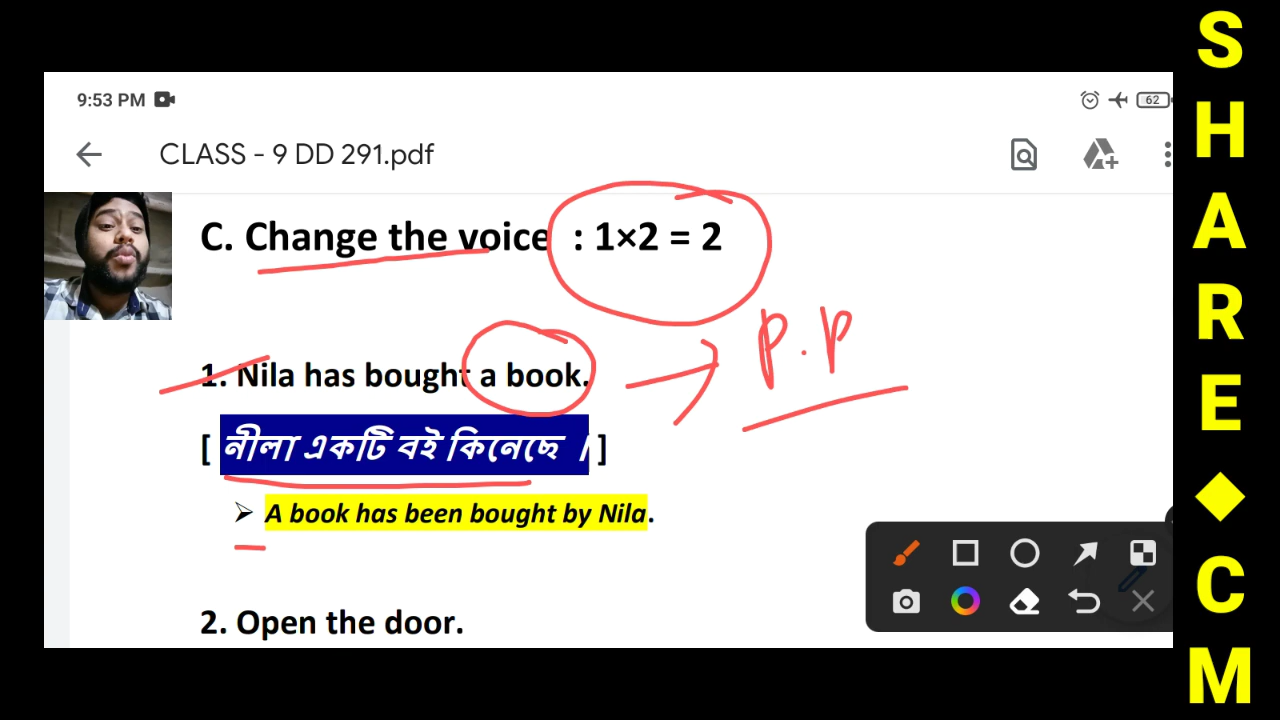 9:53 PM
62
CLASS - 9 DD 291.pdf
C. Change the voice : 1×2 = 2
p.p
1. Nila has bought a book.
[ নীলা একটি বই কিনেছে । ]
➢ A book has been bought by Nila.
2. Open the door.
SHARE◆CM